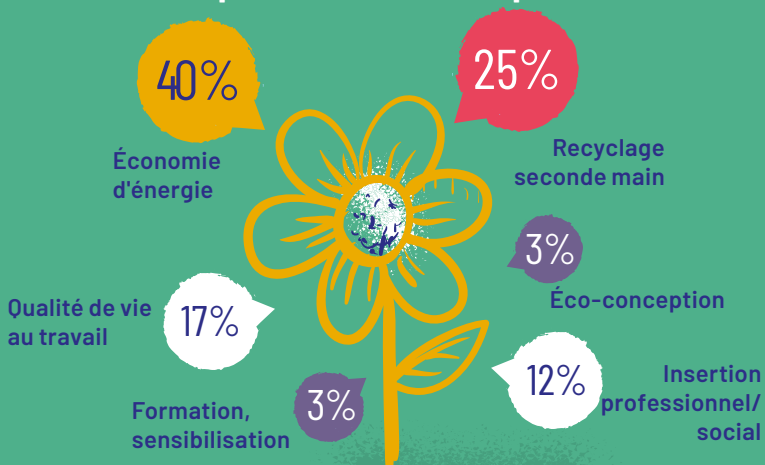 40%
Économie
d'énergie
25%
Recyclage
seconde main
3%
Éco-conception
Qualité de vie
au travail
17%
12%
Insertion
professionnel/
social
Formation,
sensibilisation
3%